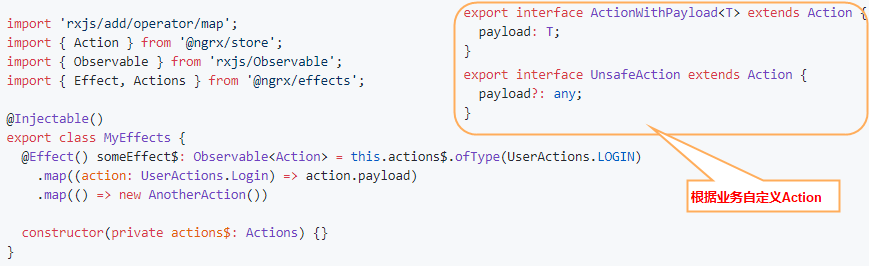 import 'rxjs/add/operator/map';
import { Action } from '@ngrx/store';
import { Observable } from 'rxjs/Observable';
import { Effect, Actions } from '@ngrx/effects';

@Injectable()
export class MyEffects {
  @Effect() someEffect$: Observable<Action> = this.actions$.ofType(UserActions.LOGIN)
    .map((action: UserActions.Login) => action.payload)
    .map(() => new AnotherAction())

  constructor(private actions$: Actions) {}
}
export interface ActionWithPayload<T> extends Action {
  payload: T;
}
export interface UnsafeAction extends Action {
  payload?: any;
}
根据业务自定义Action